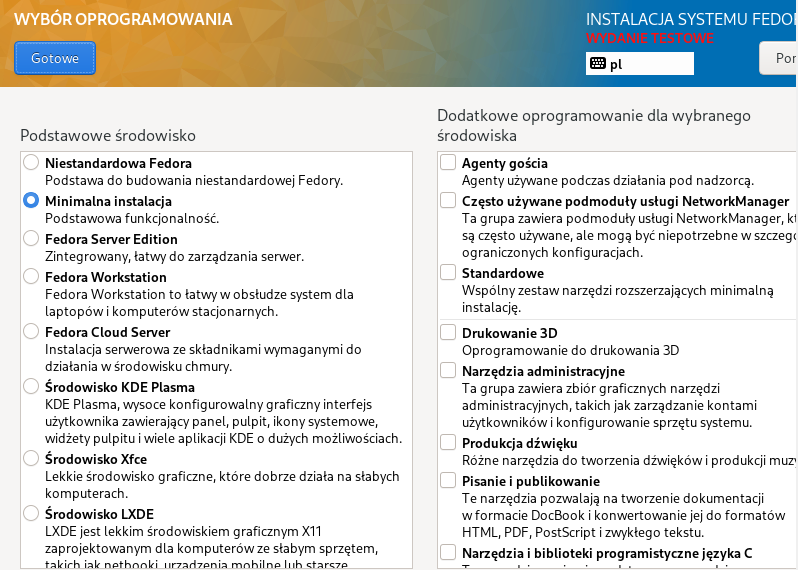 WYBÓR OPROGRAMOWANIA
Gotowe
INSTALACJA SYSTEMU
WYDANIE TESTOWE
pl
Podstawowe środowisko
Niestandardowa Fedora
Podstawa do budowania niestandardowej Fedory.
Minimalna instalacja
Podstawowa funkcjonalność.
Fedora Server Edition
Zintegrowany, łatwy do zarządzania serwer.
Fedora Workstation
Fedora Workstation to łatwy w obsłudze system dla
laptopów i komputerów stacjonarnych.
Fedora Cloud Server
Instalacja serwerowa ze składnikami wymaganymi do
działania w środowisku chmury.
Środowisko KDE Plasma
KDE Plasma, wysoce konfigurowalny graficzny interfejs
użytkownika zawierający panel, pulpit, ikony systemowe,
widżety pulpitu i wiele aplikacji KDE o dużych możliwościach.
Środowisko Xfce
Lekkie środowisko graficzne, które dobrze działa na słabych
komputerach.
Środowisko LXDE
LXDE jest lekkim środowiskiem graficznym X11
zaprojektowanym dla komputerów ze słabym sprzętem,
takich jak netbooki, urządzenia mobilne lub starsze
Dodatkowe oprogramowanie dla wybranego
środowiska
Agenty gościa
Agenty używane podczas działania pod nadzorcą.
Często używane podmoduły usługi NetworkManager
Ta grupa zawiera podmoduły usługi NetworkManager,
są często używane, ale mogą być niepotrzebne w
ograniczonych konfiguracjach.
Standardowe
Wspólny zestaw narzędzi rozszerzających minimalną
instalację.
Drukowanie 3D
Oprogramowanie do drukowania 3D
Narzędzia administracyjne
Ta grupa zawiera zbiór graficznych narzędzi
administracyjnych, takich jak zarządzanie kontami
użytkowników i konfigurowanie sprzętu systemu.
Produkcja dźwięku
Różne narzędzia do tworzenia dźwięków i produkcji
Pisanie i publikowanie
Te narzędzia pozwalają na tworzenie dokumentacji
w formacie DocBook i konwertowanie jej do formatów
HTML, PDF, PostScript i zwykłego tekstu.
Narzędzia i biblioteki programistyczne języka C